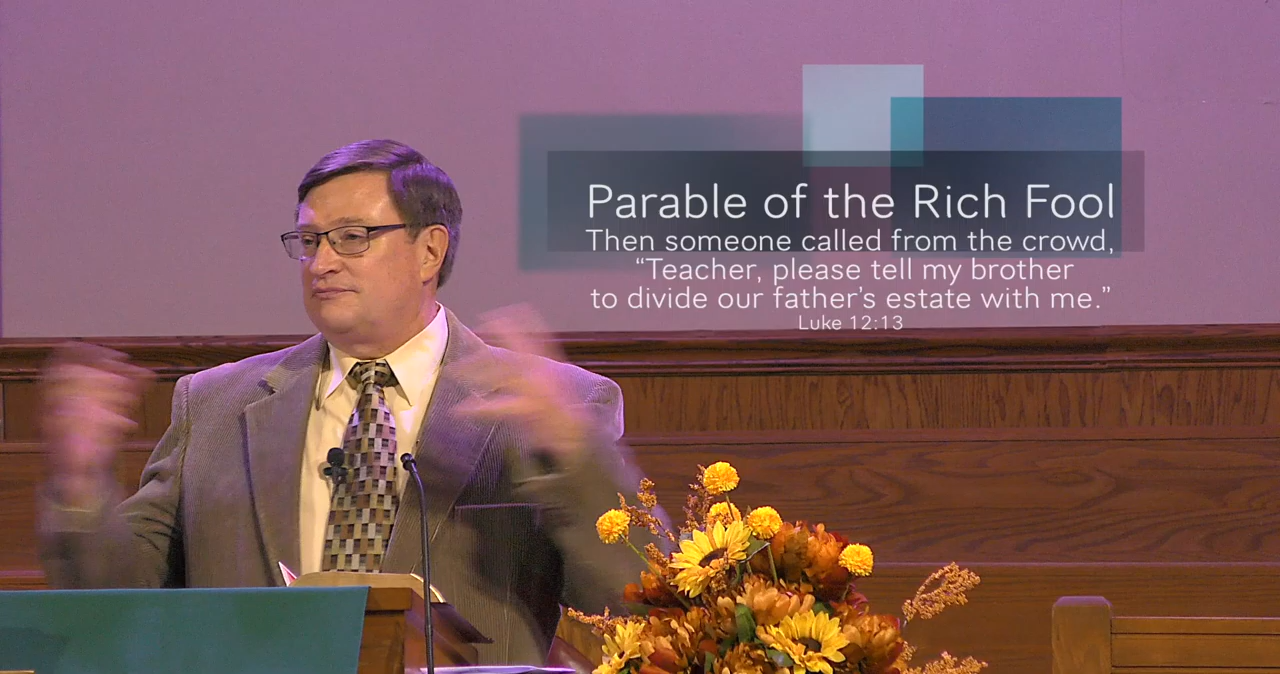 Parable of the Rich Fool
Then someone called from the crowd,
“Teacher, please tell my brother
to divide our father’s estate with me.”
Luke 12:13